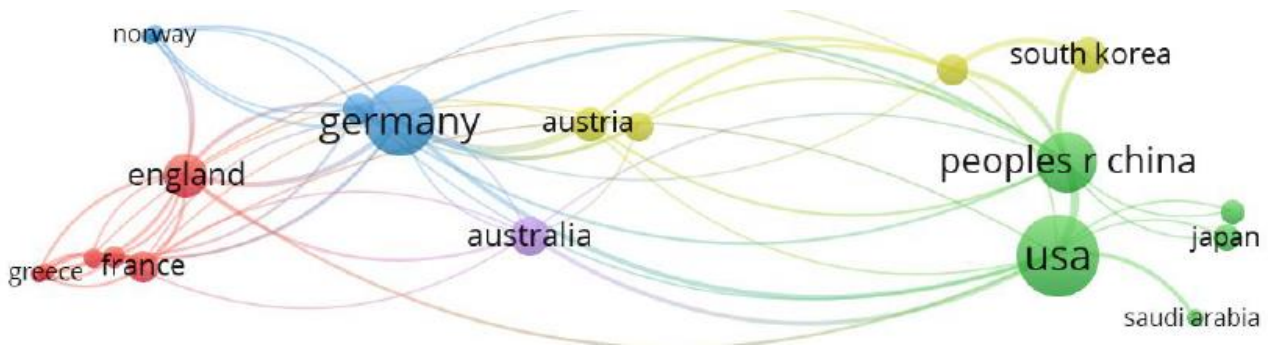 norway
south korea
germany
austria
peoples r china
england
australia
japan
usa
greece
france
saudi arabia